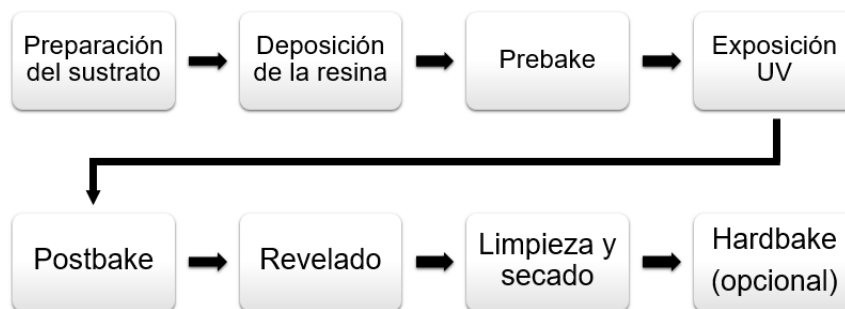 Preparación
del sustrato
Deposición
de la resina
Prebake
Exposición
UV
Postbake
Revelado
Limpieza y
secado
Hardbake
(opcional)